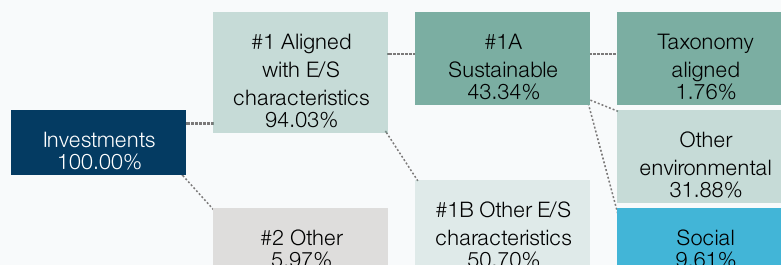 #1 Aligned
with E/S
characteristics
94.03%
#1A
Sustainable
43.34%
Taxonomy
aligned
1.76%
Investments
100.00%
Other
environmental
31.88%
#2 Other
5.97%
#1B Other E/S
characteristics
50.70%
Social
9.61%